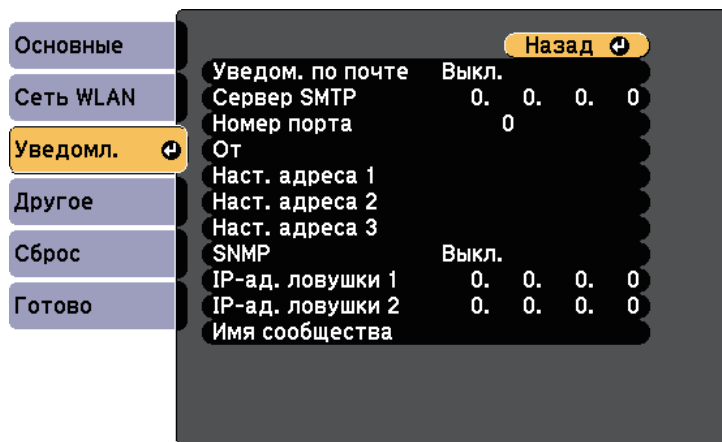 Основные
Сеть WLAN
Уведомл.
Другое
Сброс
Готово
Назад
Уведом. по почте Выкл.
Сервер SMTP 0. 0. 0. 0
Номер порта 0
От
Наст. адреса 1
Наст. адреса 2
Наст. адреса 3
SNMP Выкл.
IP-ад. ловушки 1 0. 0. 0. 0
IP-ад. ловушки 2 0. 0. 0. 0
Имя сообщества